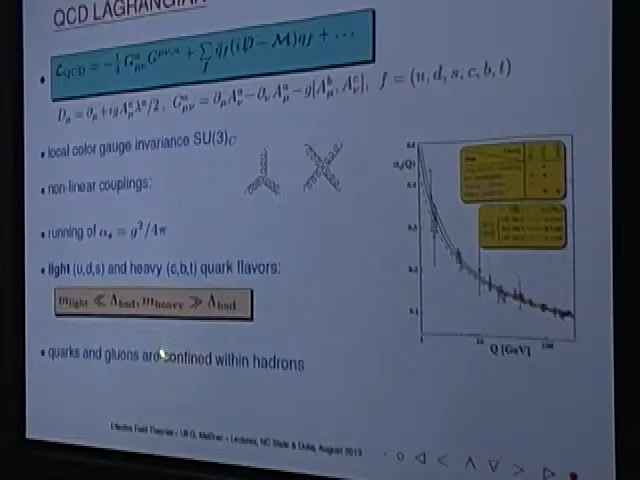 QCD LAGRANGIAN
• L_QCD = −¼ G^a_μν G^μν,a + Σ_f q̄_f (iD̸ − M) q_f + ···
D_μ = ∂_μ + igA^a_μ λ^a/2, G^a_μν = ∂_μ A^a_ν − ∂_ν A^a_μ − g[A^b_μ, A^c_ν], f = (u, d, s, c, b, t)
• local color gauge invariance SU(3)_C
• non-linear couplings:
• running of α_s = g²/4π
• light (u,d,s) and heavy (c,b,t) quark flavors:
m_light ≪ Λ_had, m_heavy ≫ Λ_had
• quarks and gluons are confined within hadrons
α_s(Q)
Q [GeV]
Effective Field Theories – Ulf-G. Meißner – Lectures, NC State & Duke, August 2013